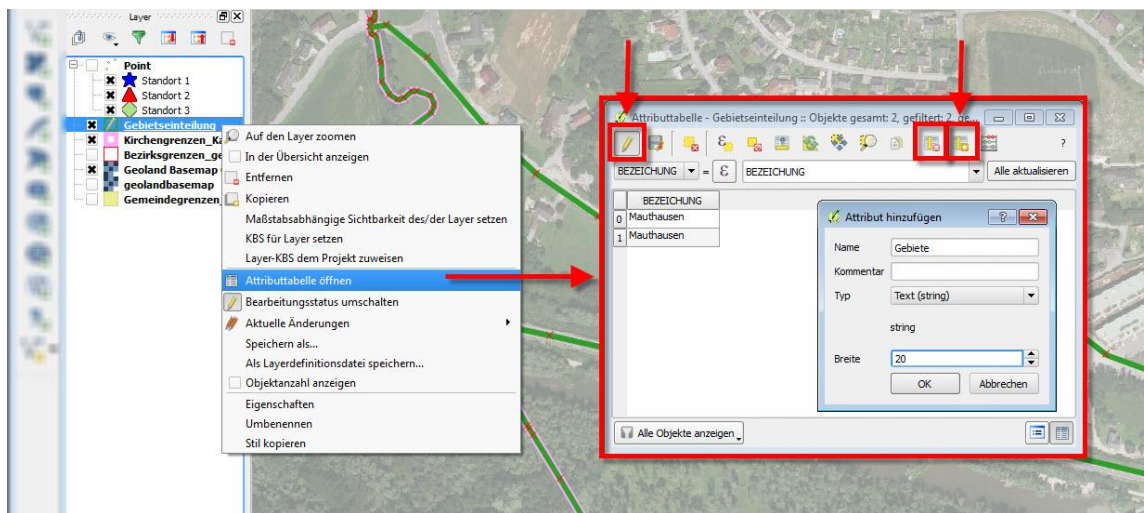 Layer
Point
Standort 1
Standort 2
Standort 3
Gebietseinteilung
Kirchengrenzen_Ka
Bezirksgrenzen_ge
Geoland Basemap
geolandbasemap
Gemeindegrenzen_
Auf den Layer zoomen
In der Übersicht anzeigen
Entfernen
Kopieren
Maßstabsabhängige Sichtbarkeit des/der Layer setzen
KBS für Layer setzen
Layer-KBS dem Projekt zuweisen
Attributtabelle öffnen
Bearbeitungsstatus umschalten
Aktuelle Änderungen
Speichern als...
Als Layerdefinitionsdatei speichern...
Objektanzahl anzeigen
Eigenschaften
Umbenennen
Stil kopieren
Attributtabelle - Gebietseinteilung :: Objekte gesamt: 2, gefiltert: 2, ge...
?
BEZEICHUNG = ε BEZEICHUNG Alle aktualisieren
BEZEICHUNG
0 Mauthausen
1 Mauthausen
Attribut hinzufügen
Name Gebiete
Kommentar
Typ Text (string)
string
Breite 20
OK Abbrechen
Alle Objekte anzeigen